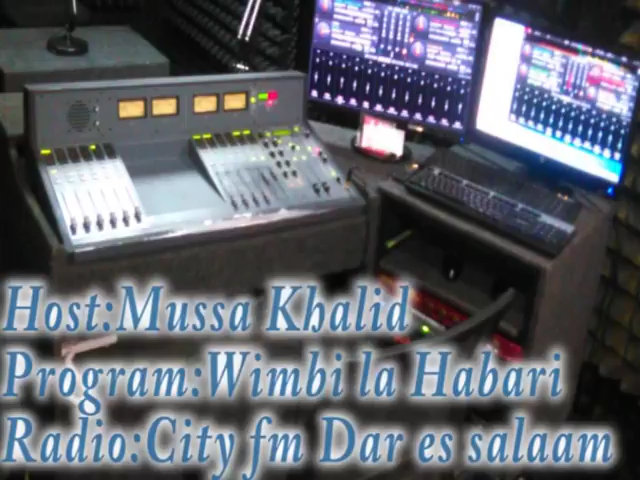 Host:Mussa Khalid
Program:Wimbi la Habari
Radio:City fm Dar es salaam